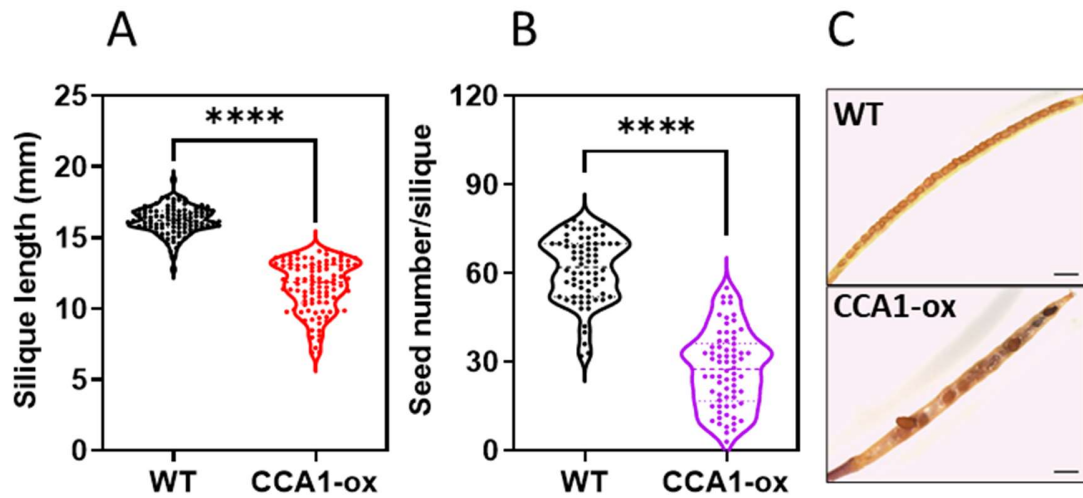 A
B
C
Silique length (mm)
25
20
15
10
5
0
****
WT
CCA1-ox
Seed number/silique
120
90
60
30
0
****
WT
CCA1-ox
WT
CCA1-ox